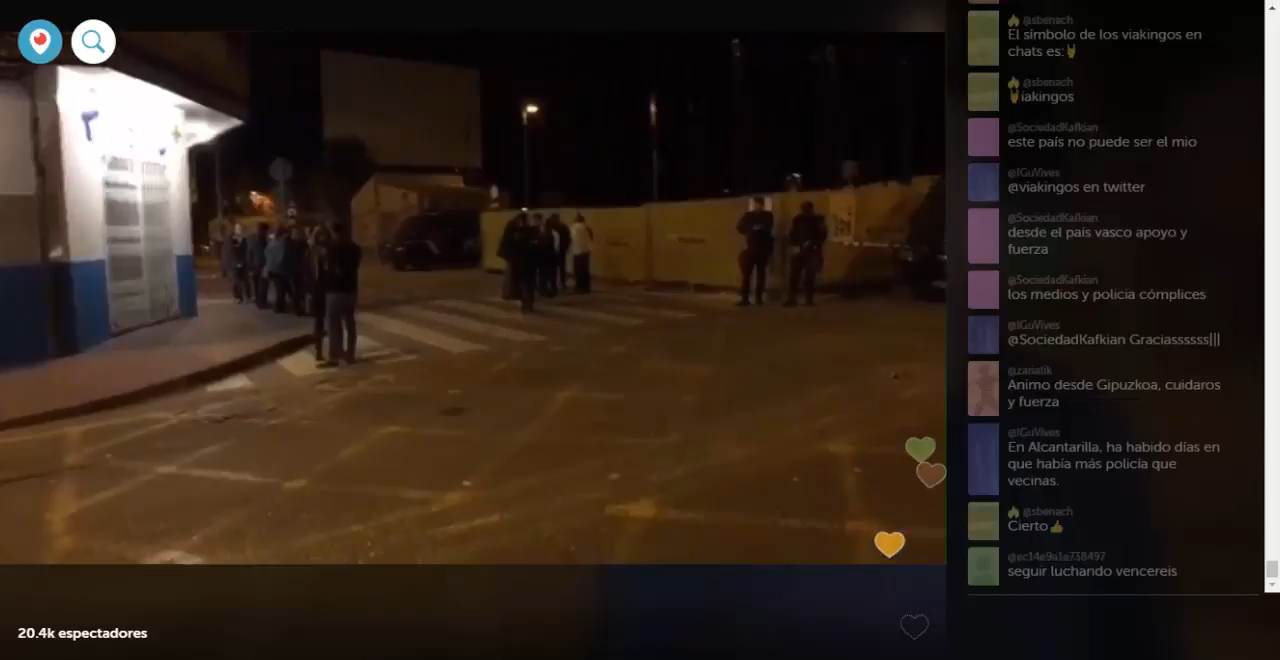 @sbenach
El símbolo de los viakingos en
chats es:
@sbenach
iakingos
@SociedadKafkian
este país no puede ser el mio
@IGuVives
@viakingos en twitter
@SociedadKafkian
desde el país vasco apoyo y
fuerza
@SociedadKafkian
los medios y policia cómplices
@IGuVives
@SociedadKafkian Graciassssss|||
@zariatik
Animo desde Gipuzkoa, cuidaros
y fuerza
@IGuVives
En Alcantarilla, ha habido días en
que había más policía que
vecinas.
@sbenach
Cierto
@ec14e9a1e738497
seguir luchando vencereis
20.4k espectadores